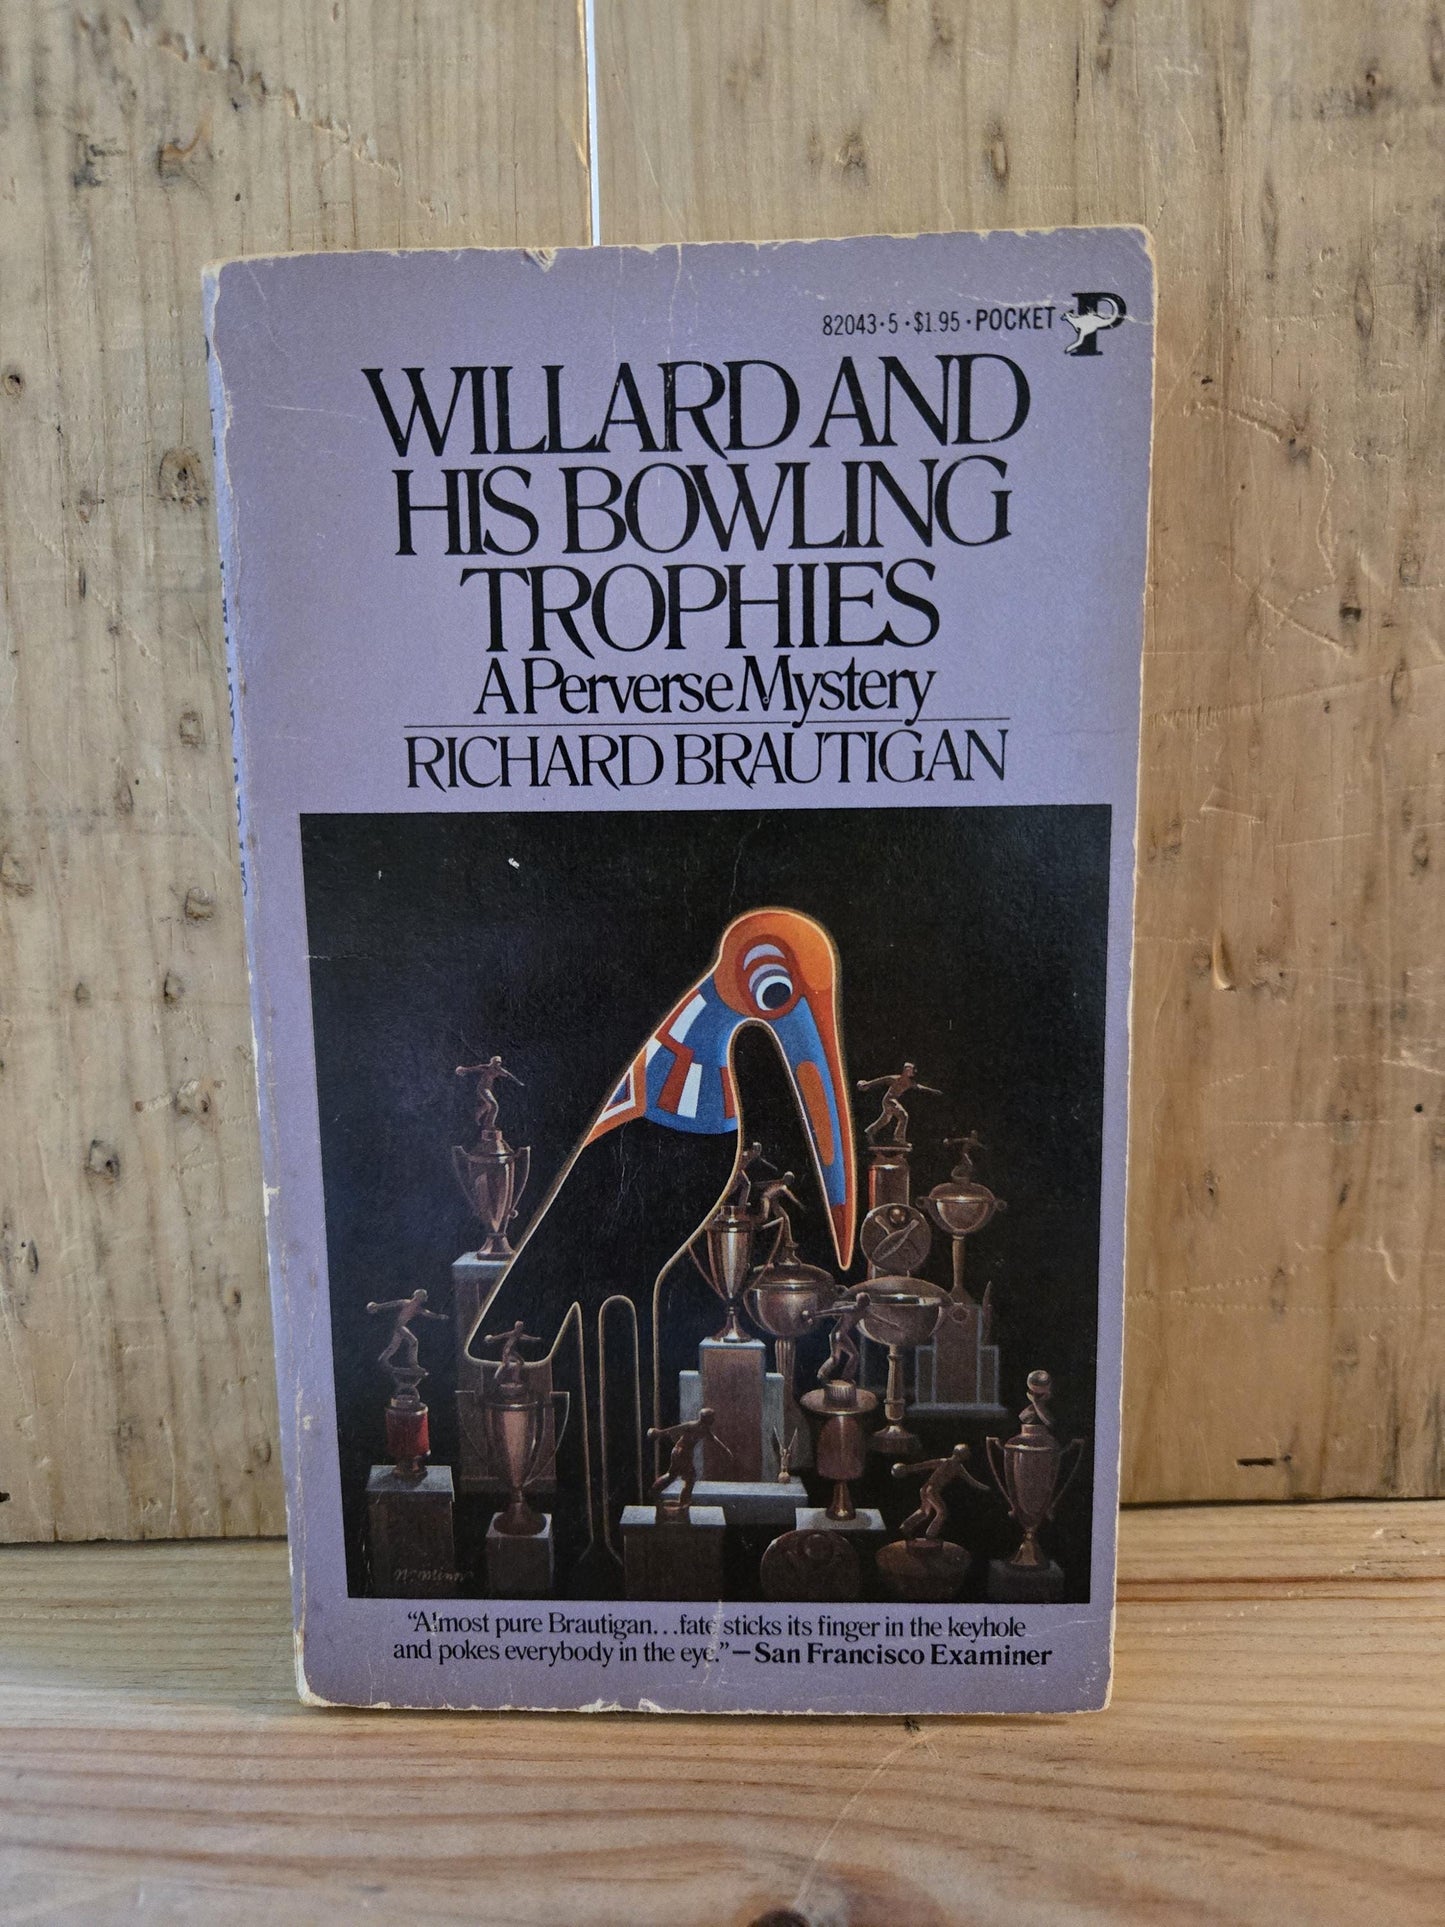 82043·5·$1.95·POCKET
WILLARD AND
HIS BOWLING
TROPHIES
A Perverse Mystery
RICHARD BRAUTIGAN
"Almost pure Brautigan...fate sticks its finger in the keyhole
and pokes everybody in the eye."—San Francisco Examiner